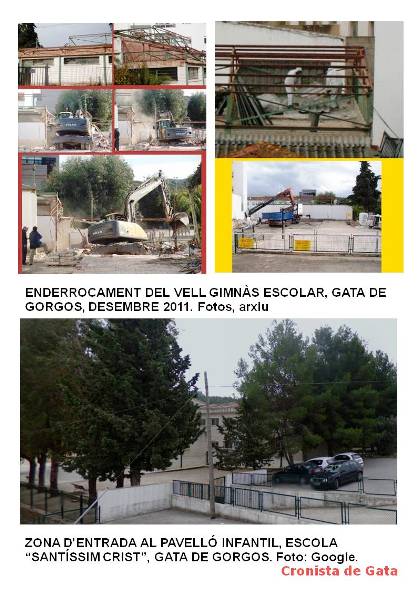 ENDERROCAMENT DEL VELL GIMNÀS ESCOLAR, GATA DE
GORGOS, DESEMBRE 2011. Fotos, arxiu
ZONA D'ENTRADA AL PAVELLÓ INFANTIL, ESCOLA
"SANTÍSSIM CRIST", GATA DE GORGOS. Foto: Google.
Cronista de Gata